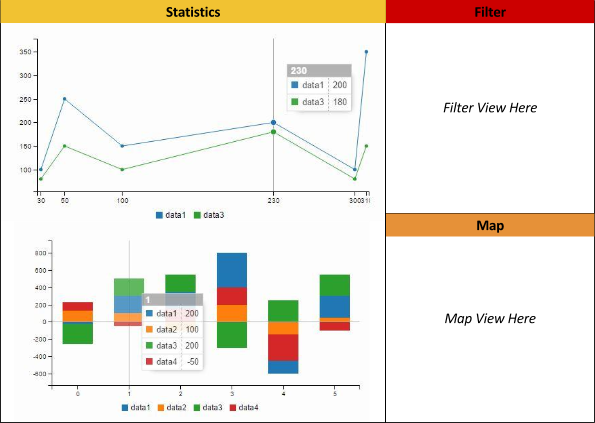 Statistics
Filter
350
300
250
200
150
100
230
data1 200
data3 180
30 50 100 230 300 310
data1 data3
Filter View Here
Map
800
600
400
200
0
-200
-400
-600
1
data1 200
data2 100
data3 200
data4 -50
0 1 2 3 4 5
data1 data2 data3 data4
Map View Here